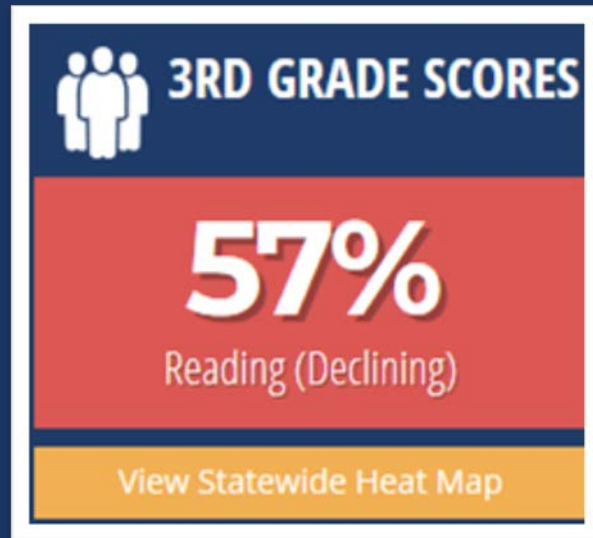 3RD GRADE SCORES
57%
Reading (Declining)
View Statewide Heat Map